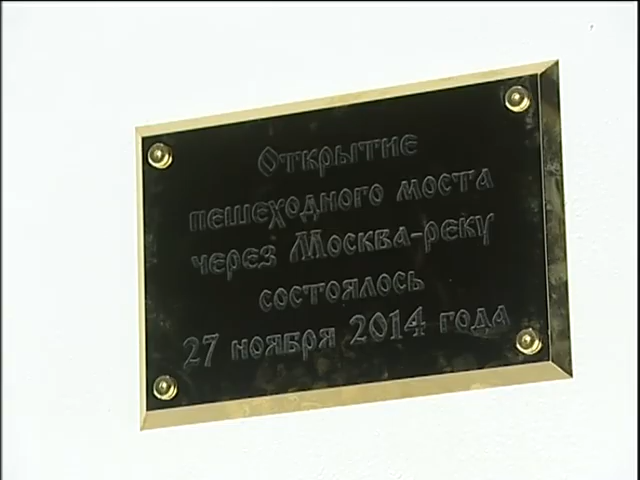 Открытие
пешеходного моста
через Москва-реку
состоялось
27 ноября 2014 года